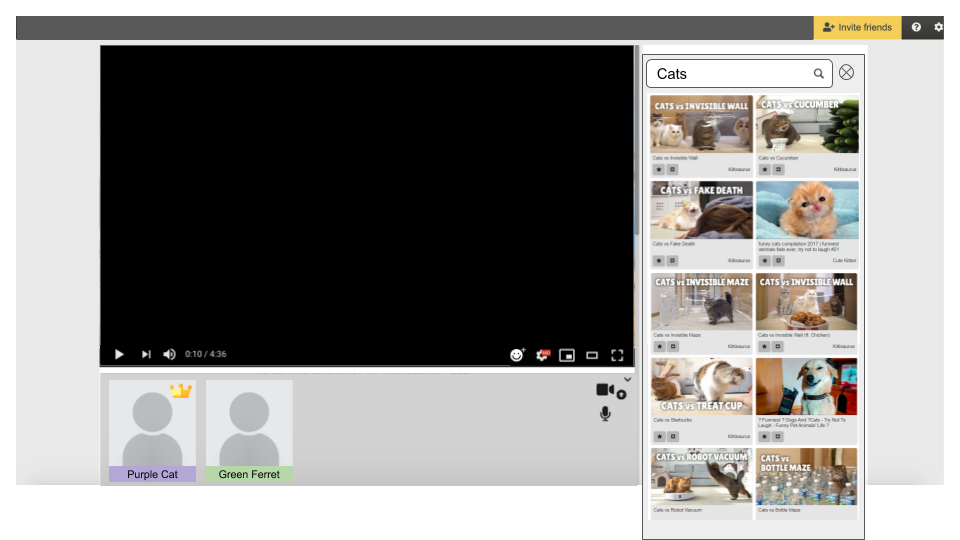 Invite friends
Cats
CATS vs INVISIBLE WALL
CATS vs CUCUMBER
Cats vs Invisible Wall
Cats vs Cucumber
Kittisaurus
Kittisaurus
CATS vs FAKE DEATH
Cats vs Fake Death
funny cats compilation 2017 | funniest
animals fails ever, try not to laugh #21
Kittisaurus
Cute Kitten
CATS vs INVISIBLE MAZE
CATS vs INVISIBLE WALL
Cats vs Invisible Maze
Cats vs Invisible Wall (ft. Chicken)
Kittisaurus
Kittisaurus
0:10 / 4:36
HD
CATS vs TREAT CUP
Cats vs Starbucks
? Funniest ? Dogs And ?Cats - Try Not To
Laugh - Funny Pet Animals' Life ?
Kittisaurus
CATS vs ROBOT VACUUM
CATS vs
BOTTLE MAZE
Cats vs Robot Vacuum
Cats vs Bottle Maze
Purple Cat
Green Ferret